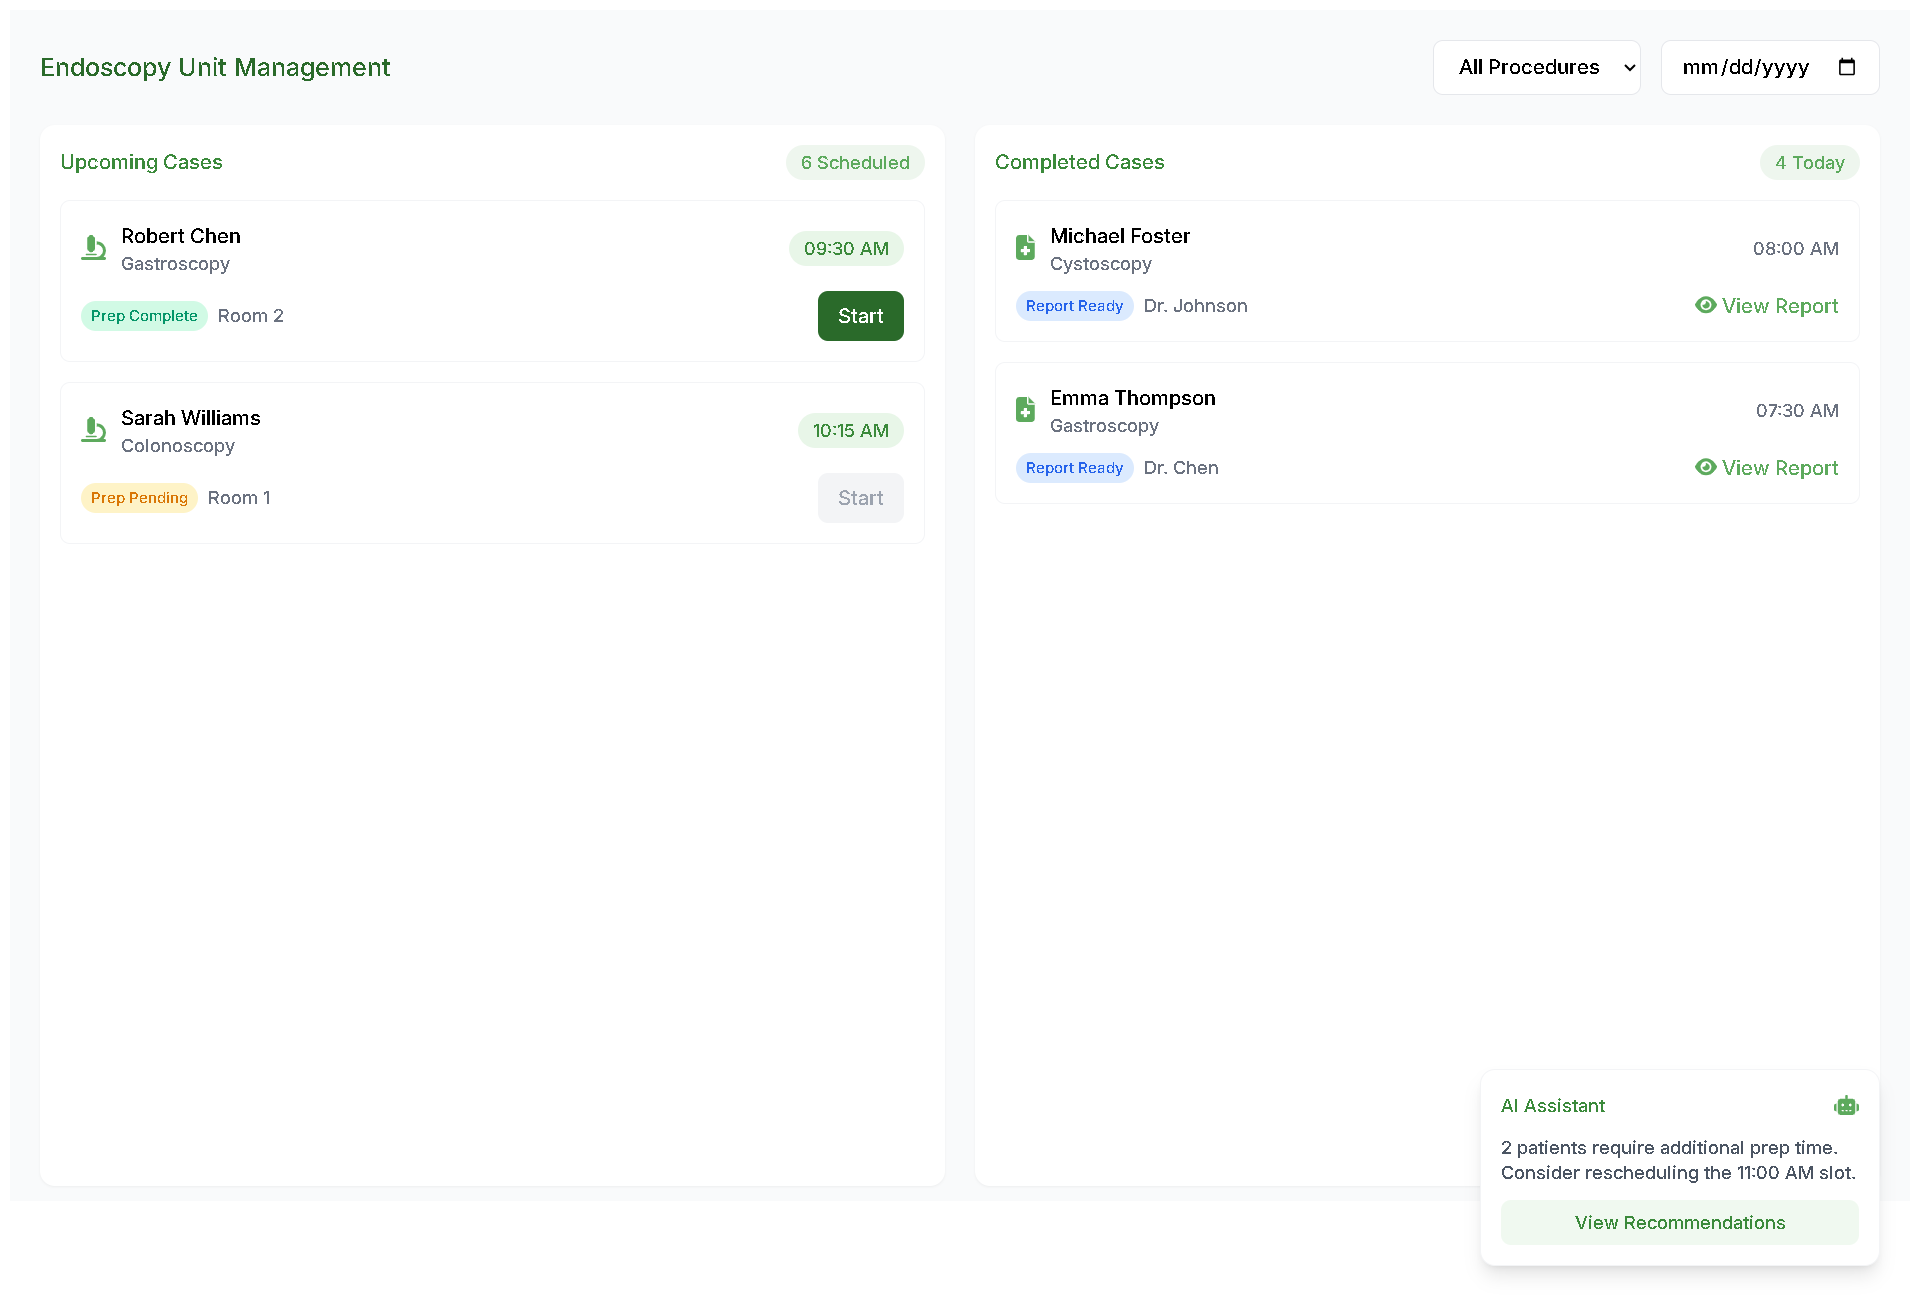 Endoscopy Unit Management
All Procedures
mm/dd/yyyy
Upcoming Cases
6 Scheduled
Robert Chen
Gastroscopy
09:30 AM
Prep Complete
Room 2
Start
Sarah Williams
Colonoscopy
10:15 AM
Prep Pending
Room 1
Start
Completed Cases
4 Today
Michael Foster
Cystoscopy
08:00 AM
Report Ready
Dr. Johnson
View Report
Emma Thompson
Gastroscopy
07:30 AM
Report Ready
Dr. Chen
View Report
AI Assistant
2 patients require additional prep time.
Consider rescheduling the 11:00 AM slot.
View Recommendations